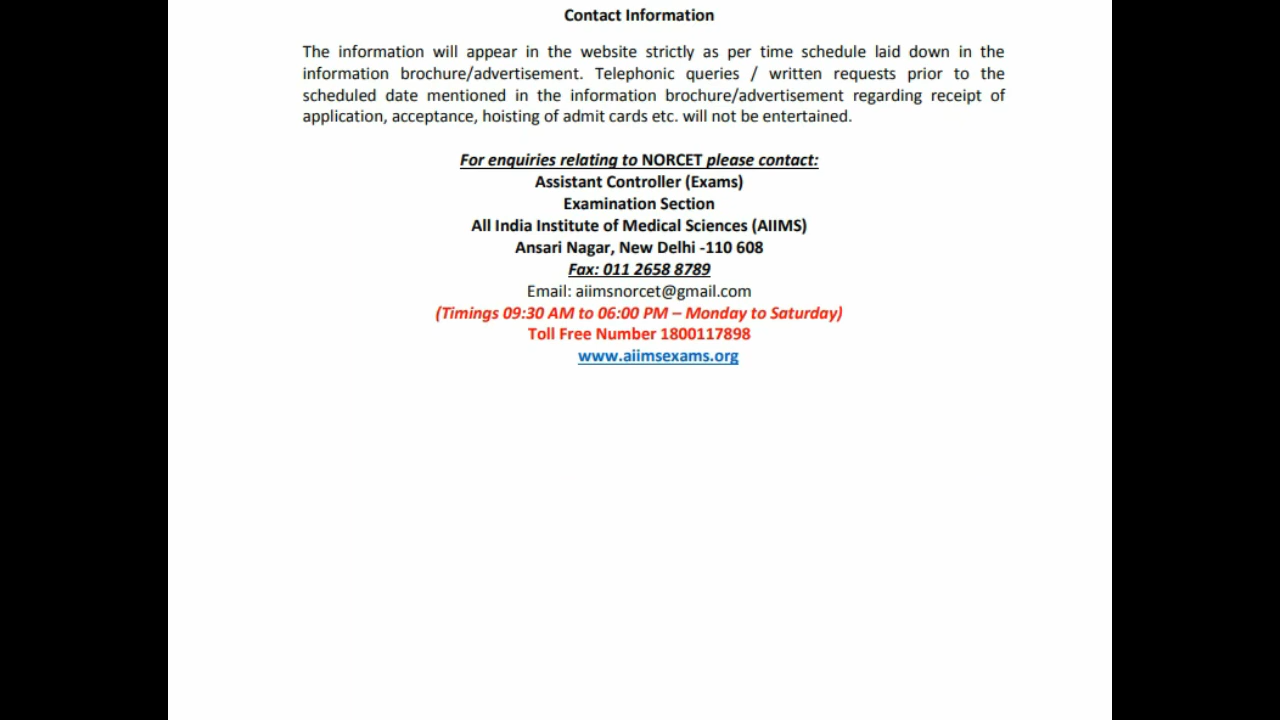 Contact Information
The information will appear in the website strictly as per time schedule laid down in the
information brochure/advertisement. Telephonic queries / written requests prior to the
scheduled date mentioned in the information brochure/advertisement regarding receipt of
application, acceptance, hoisting of admit cards etc. will not be entertained.
For enquiries relating to NORCET please contact:
Assistant Controller (Exams)
Examination Section
All India Institute of Medical Sciences (AIIMS)
Ansari Nagar, New Delhi -110 608
Fax: 011 2658 8789
Email: aiimsnorcet@gmail.com
(Timings 09:30 AM to 06:00 PM – Monday to Saturday)
Toll Free Number 1800117898
www.aiimsexams.org